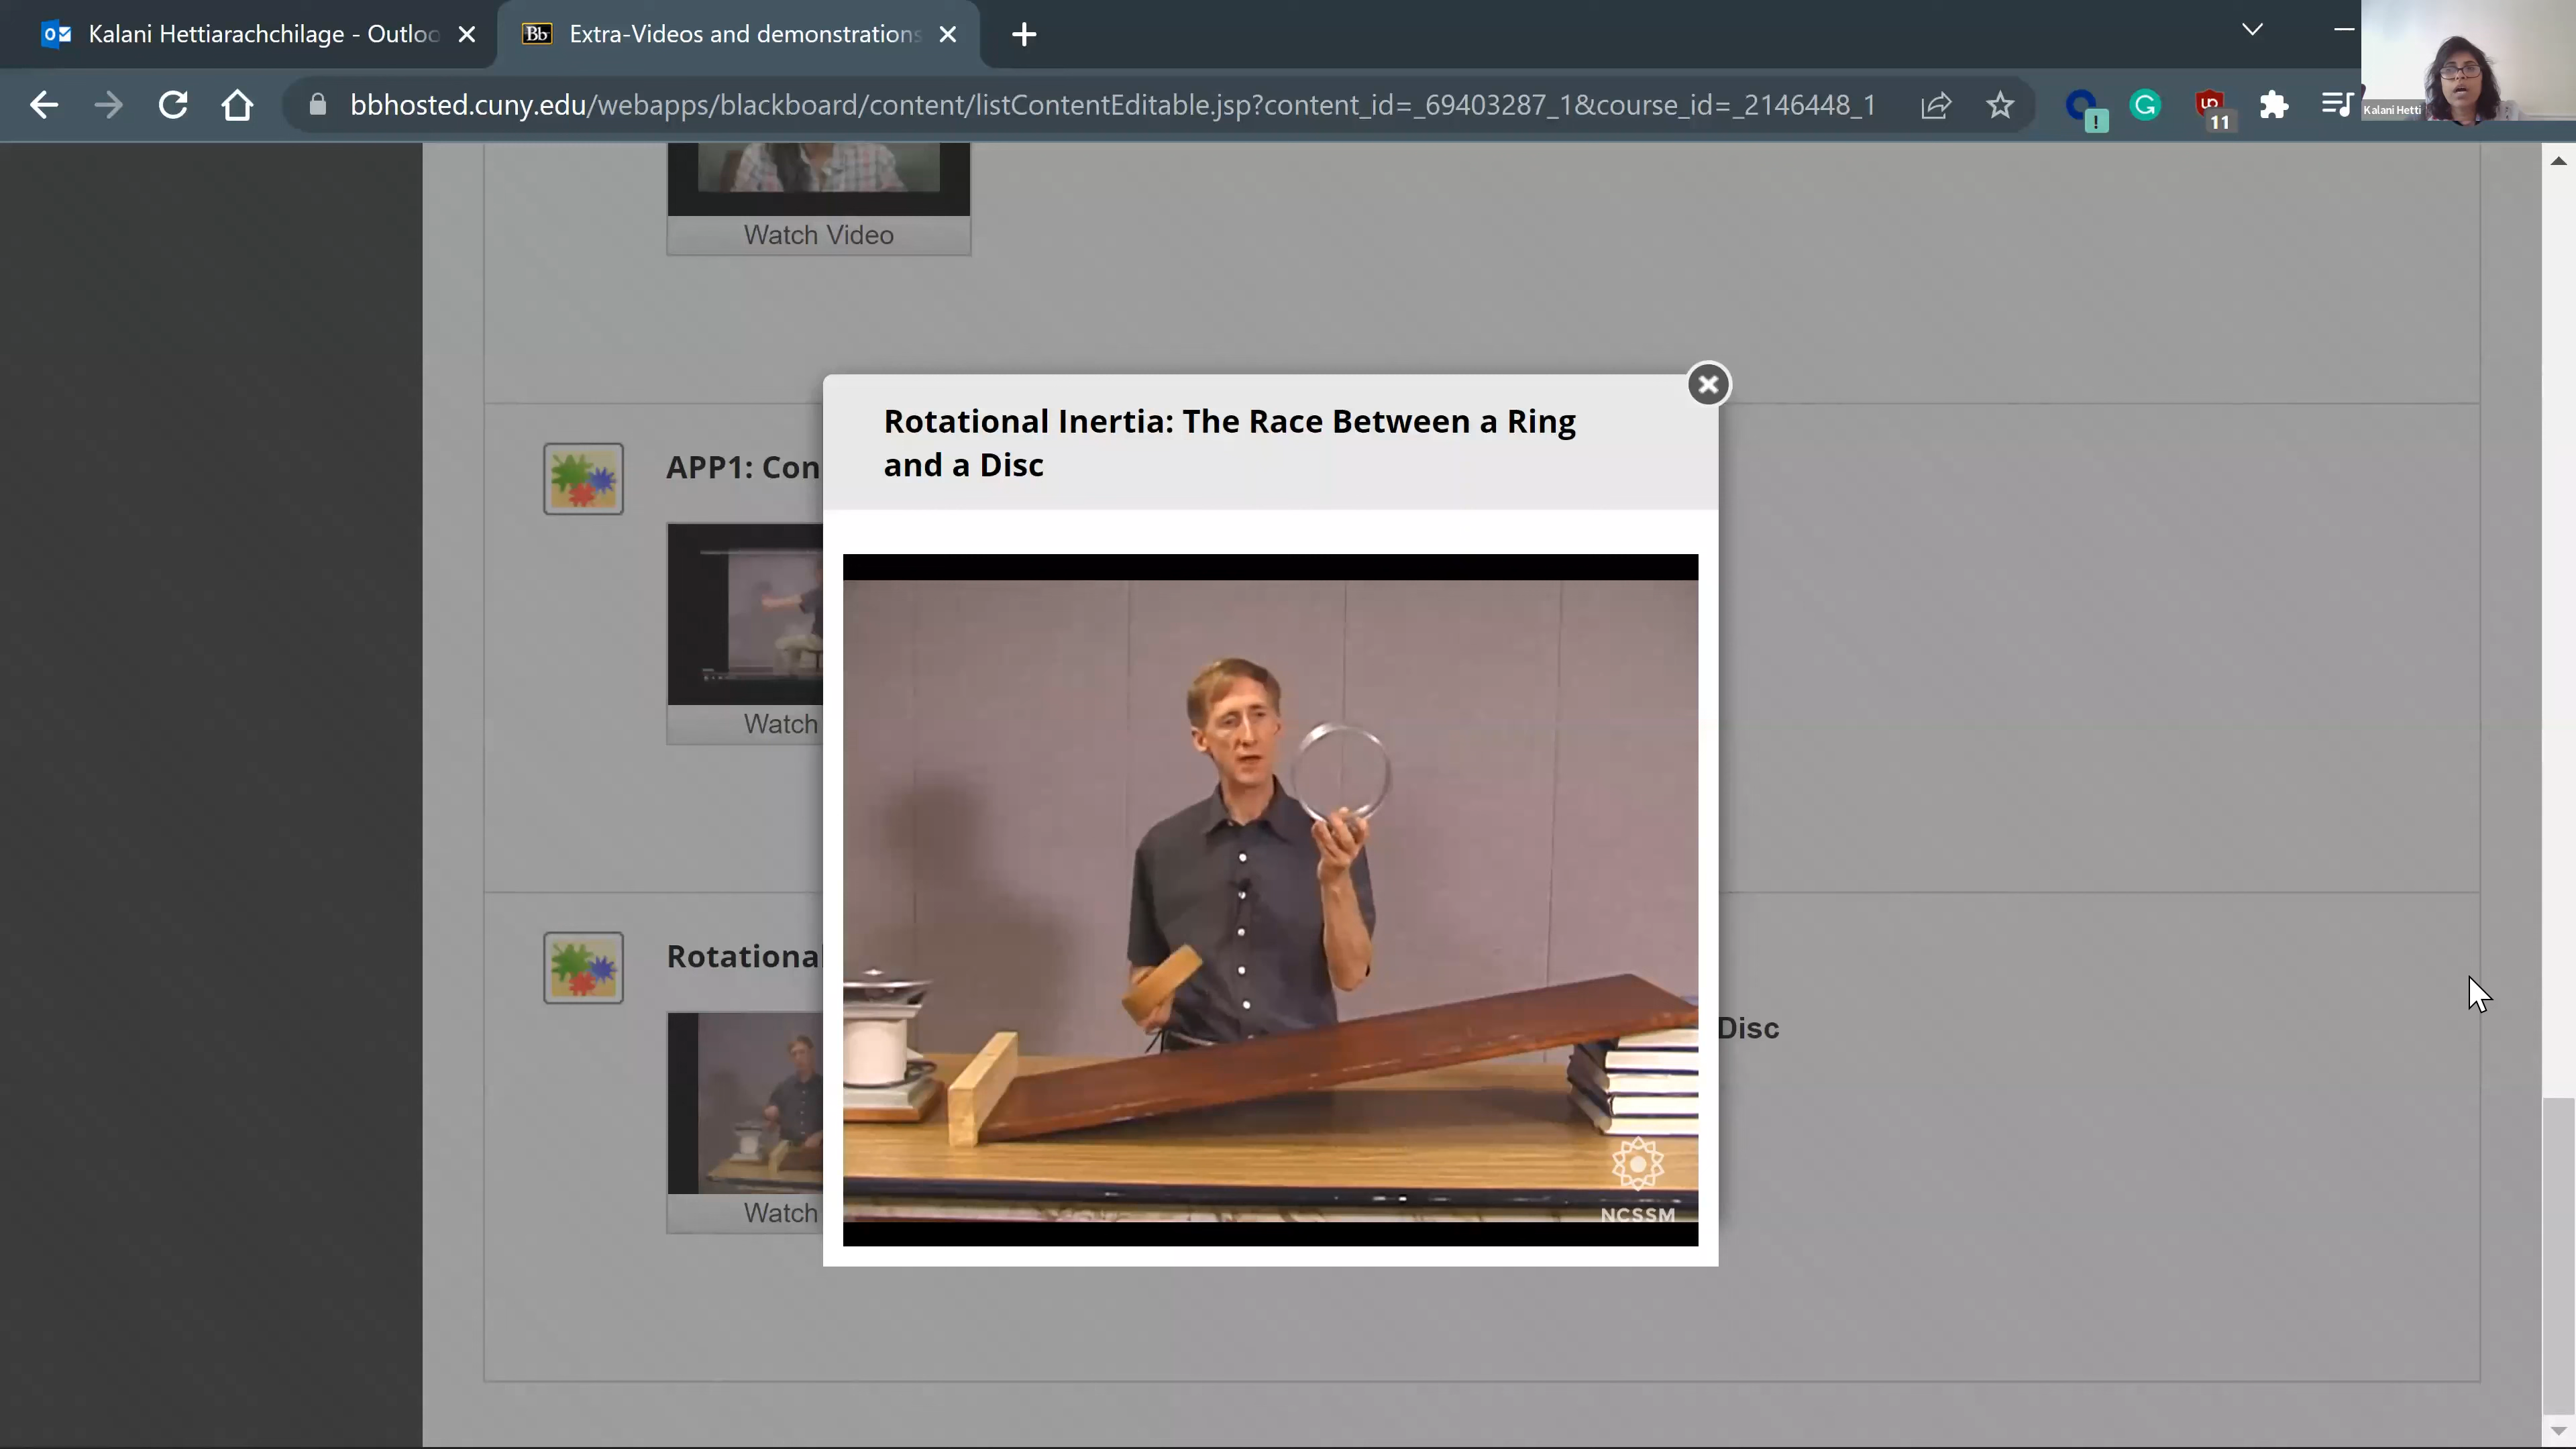 Kalani Hettiarachchilage - Outloo
Bb
Extra-Videos and demonstrations
bbhosted.cuny.edu/webapps/blackboard/content/listContentEditable.jsp?content_id=_69403287_1&course_id=_2146448_1
11
Kalani Hetti
Watch Video
Rotational Inertia: The Race Between a Ring
and a Disc
APP1: Con
Watch
Rotational
Disc
Watch
NCSSM